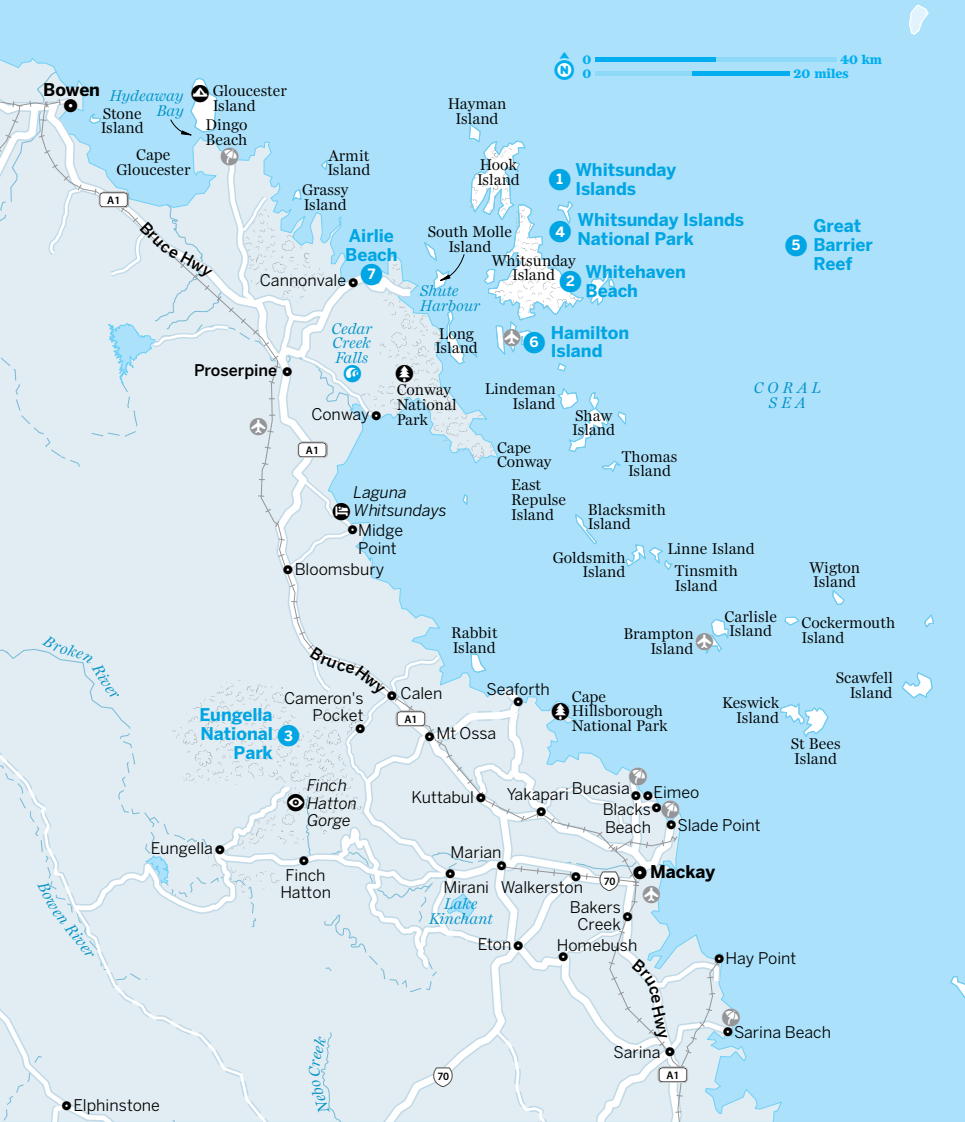 0 40 km
N
0 20 miles
Bowen
Hydeaway
Bay
Gloucester
Island
Stone
Island
Dingo
Beach
Cape
Gloucester
Hayman
Island
Armit
Island
Hook
Island
1 Whitsunday
Islands
Grassy
Island
A1
Bruce Hwy
4 Whitsunday Islands
National Park
5 Great
Barrier
Reef
South Molle
Island
Airlie
Beach
7
Whitsunday
Island
2 Whitehaven
Beach
Cannonvale
Shute
Harbour
Cedar
Creek
Falls
Long
Island
6 Hamilton
Island
Proserpine
Conway
National
Park
Lindeman
Island
CORAL
SEA
Conway
Shaw
Island
A1
Cape
Conway
Thomas
Island
Laguna
Whitsundays
East
Repulse
Island
Blacksmith
Island
Midge
Point
Goldsmith
Island
Linne Island
Tinsmith
Island
Bloomsbury
Wigton
Island
Carlisle
Island
Cockermouth
Island
Brampton
Island
Rabbit
Island
Broken River
Bruce Hwy
Scawfell
Island
Calen
Seaforth
Cameron's
Pocket
Cape
Hillsborough
National Park
Keswick
Island
A1
Eungella
National
Park
3
Mt Ossa
St Bees
Island
Finch
Hatton
Gorge
Kuttabul
Yakapari
Bucasia
Eimeo
Blacks
Beach
Slade Point
Eungella
Marian
Finch
Hatton
Mirani
Walkerston
70
Mackay
Lake
Kinchant
Bakers
Creek
Bowen River
Eton
Homebush
Hay Point
Bruce Hwy
Sarina Beach
Nebo Creek
Sarina
70
A1
Elphinstone